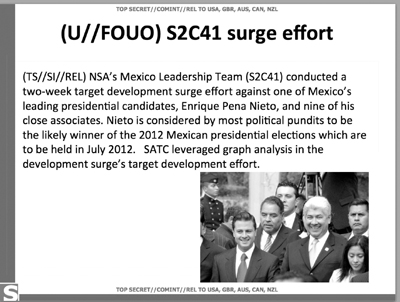 TOP SECRET//COMINT//REL TO USA, GBR, AUS, CAN, NZL
(U//FOUO) S2C41 surge effort
(TS//SI//REL) NSA's Mexico Leadership Team (S2C41) conducted a
two-week target development surge effort against one of Mexico's
leading presidential candidates, Enrique Pena Nieto, and nine of his
close associates. Nieto is considered by most political pundits to be
the likely winner of the 2012 Mexican presidential elections which are
to be held in July 2012. SATC leveraged graph analysis in the
development surge's target development effort.
TOP SECRET//COMINT//REL TO USA, GBR, AUS, CAN, NZL
S